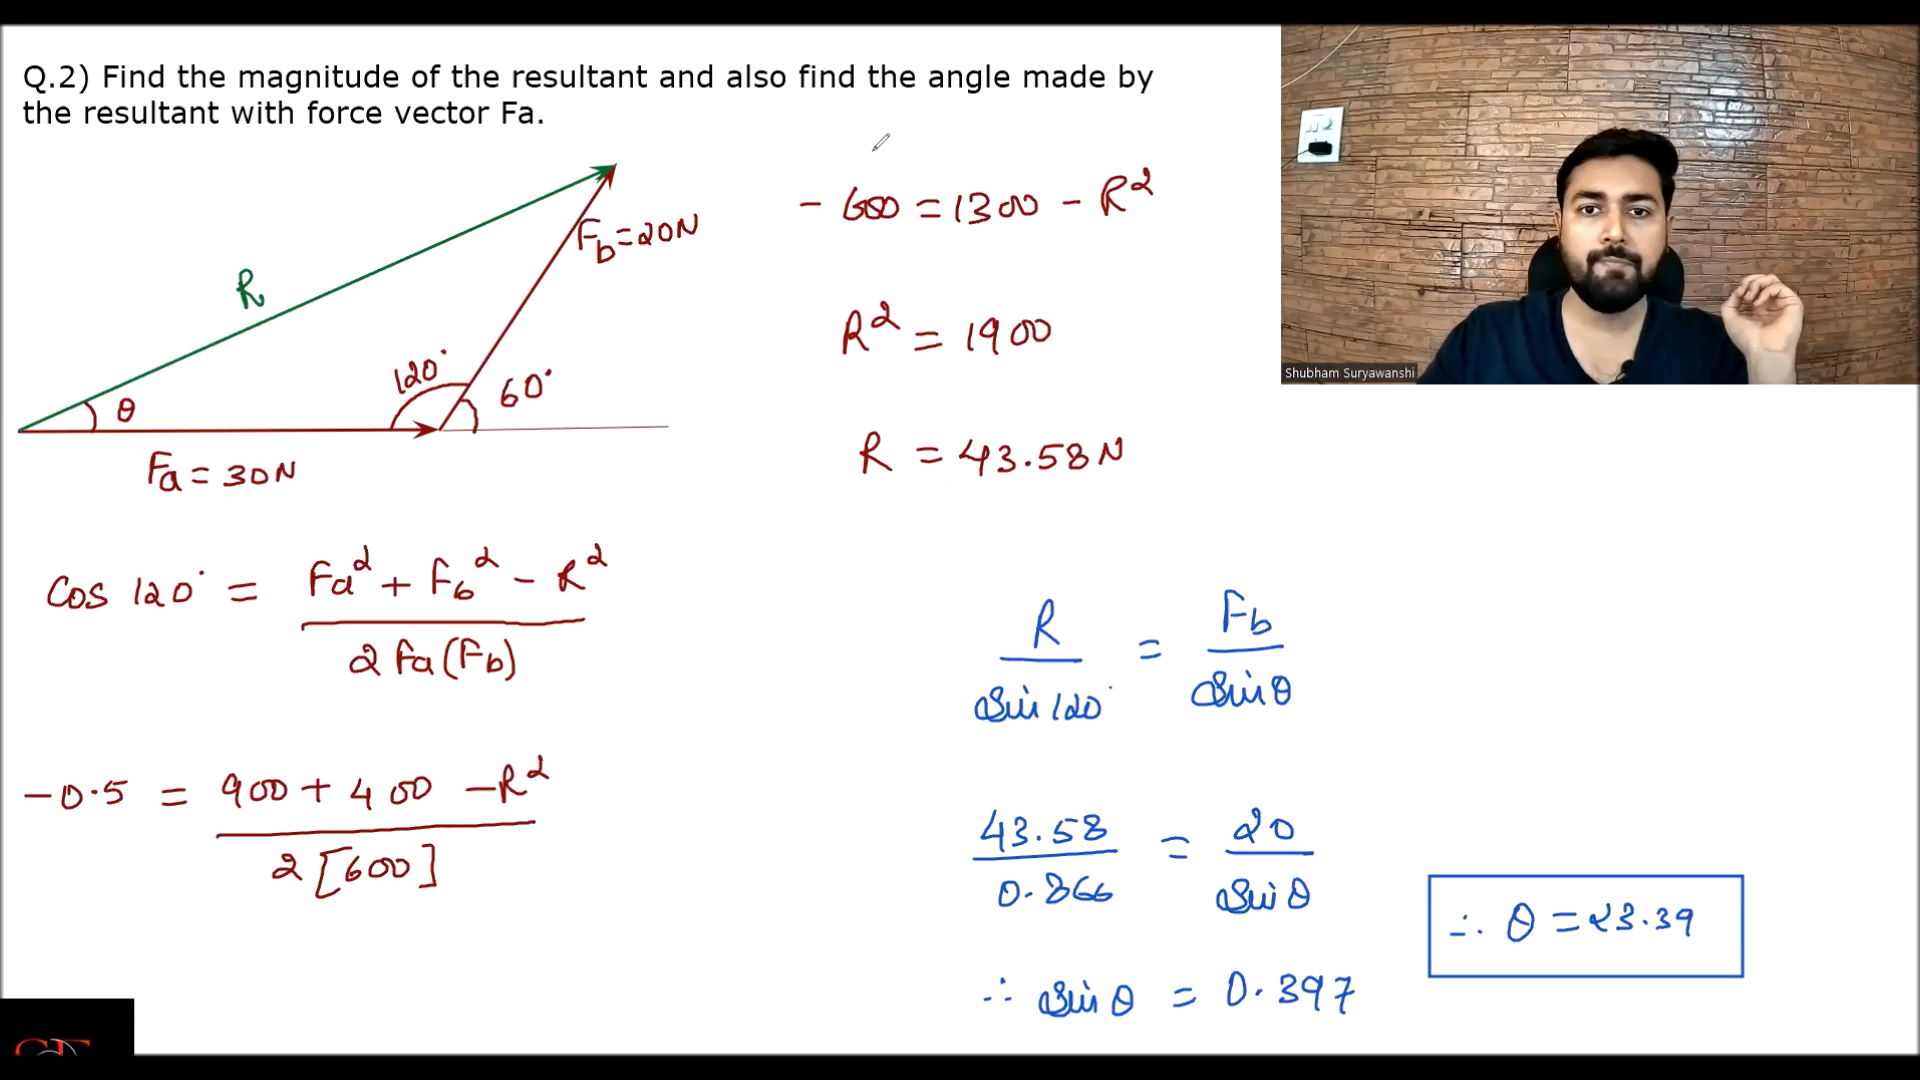 Q.2) Find the magnitude of the resultant and also find the angle made by
the resultant with force vector Fa.
R
Fb = 20N
120°
60°
θ
Fa = 30N
Cos 120° = (Fa² + Fb² - R²) / (2 Fa (Fb))
-0.5 = (900 + 400 - R²) / (2 [600])
- 600 = 1300 - R²
R² = 1900
R = 43.58 N
R / Sin 120° = Fb / Sin θ
43.58 / 0.866 = 20 / Sin θ
∴ Sin θ = 0.397
∴ θ = 23.39
Shubham Suryawanshi